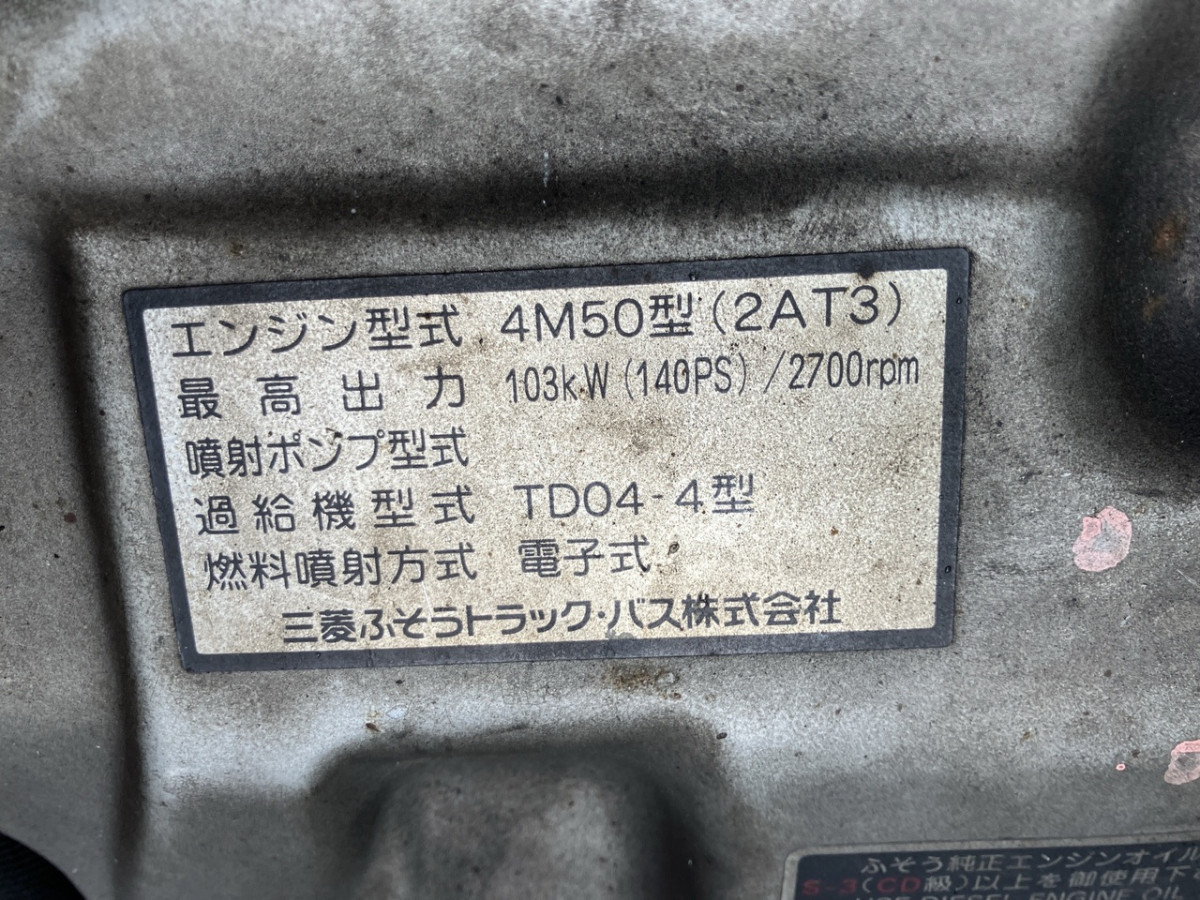 エンジン型式 4M50型(2AT3)
最高出力 103kW(140PS)/2700rpm
噴射ポンプ型式
過給機型式 TD04-4型
燃料噴射方式 電子式
三菱ふそうトラック・バス株式会社
ふそう純正エンジンオイル
S-3(CD級)以上を御使用下
USE DIESEL ENGINE OIL